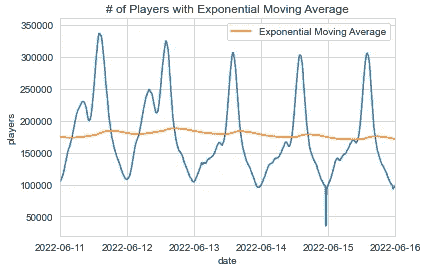 # of Players with Exponential Moving Average
Exponential Moving Average
350000
300000
250000
200000
150000
100000
50000
players
2022-06-11 2022-06-12 2022-06-13 2022-06-14 2022-06-15 2022-06-16
date